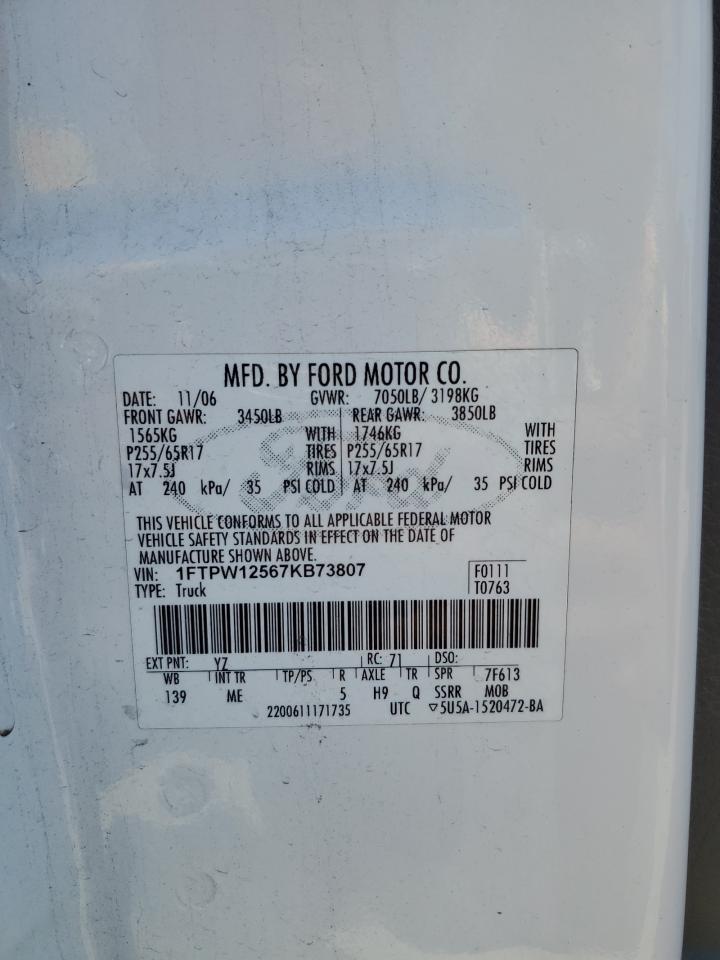 MFD. BY FORD MOTOR CO.
DATE: 11/06 GVWR: 7050LB/ 3198KG
FRONT GAWR: 3450LB REAR GAWR: 3850LB
1565KG WITH 1746KG WITH
P255/65R17 TIRES P255/65R17 TIRES
17x7.5J RIMS 17x7.5J RIMS
AT 240 kPa/ 35 PSI COLD AT 240 kPa/ 35 PSI COLD
THIS VEHICLE CONFORMS TO ALL APPLICABLE FEDERAL MOTOR
VEHICLE SAFETY STANDARDS IN EFFECT ON THE DATE OF
MANUFACTURE SHOWN ABOVE.
VIN: 1FTPW12567KB73807 F0111
TYPE: Truck T0763
EXT PNT: YZ RC: 71 DSO:
WB INT TR TP/PS R AXLE TR SPR 7F613
139 ME 5 H9 Q SSRR MOB
2200611171735 UTC ▽5U5A-1520472-BA
Ford